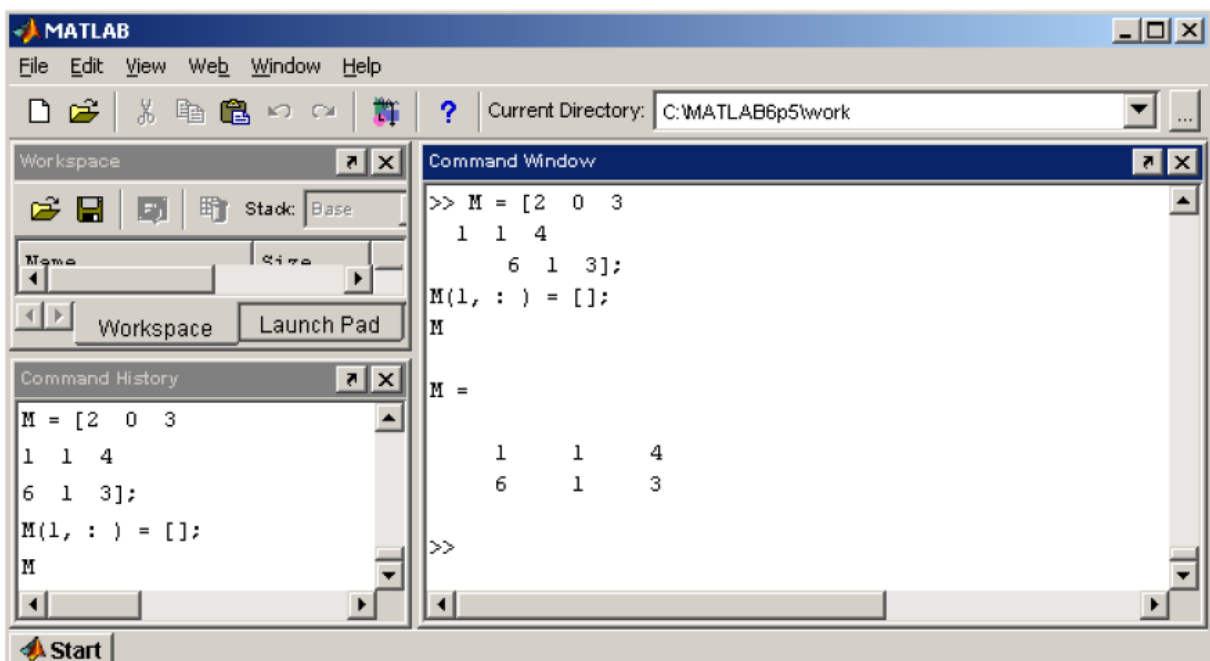 MATLAB
File Edit View Web Window Help
? Current Directory: C:\MATLAB6p5\work ...
Workspace
Stack: Base
Name Size
Workspace Launch Pad
Command History
M = [2 0 3
1 1 4
6 1 3];
M(1, : ) = [];
M
Command Window
>> M = [2 0 3
1 1 4
6 1 3];
M(1, : ) = [];
M
M =
1 1 4
6 1 3
>>
Start